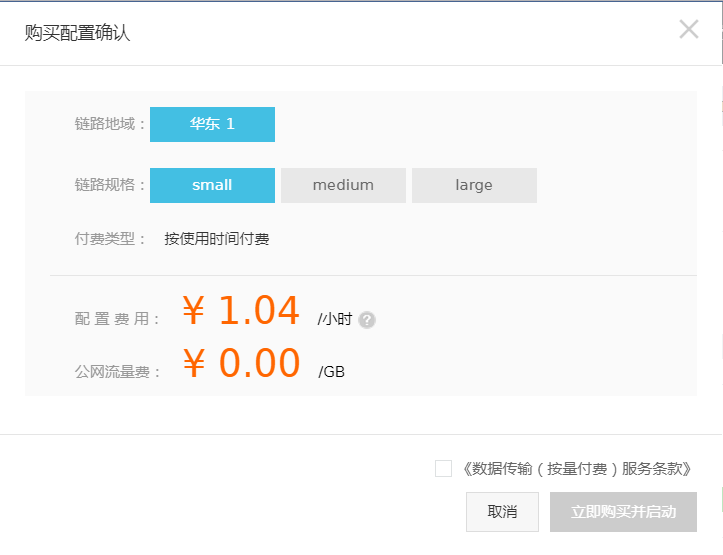 购买配置确认
链路地域： 华东 1
链路规格： small medium large
付费类型： 按使用时间付费
配 置 费 用： ¥ 1.04 /小时 ?
公网流量费： ¥ 0.00 /GB
《数据传输（按量付费）服务条款》
取消 立即购买并启动